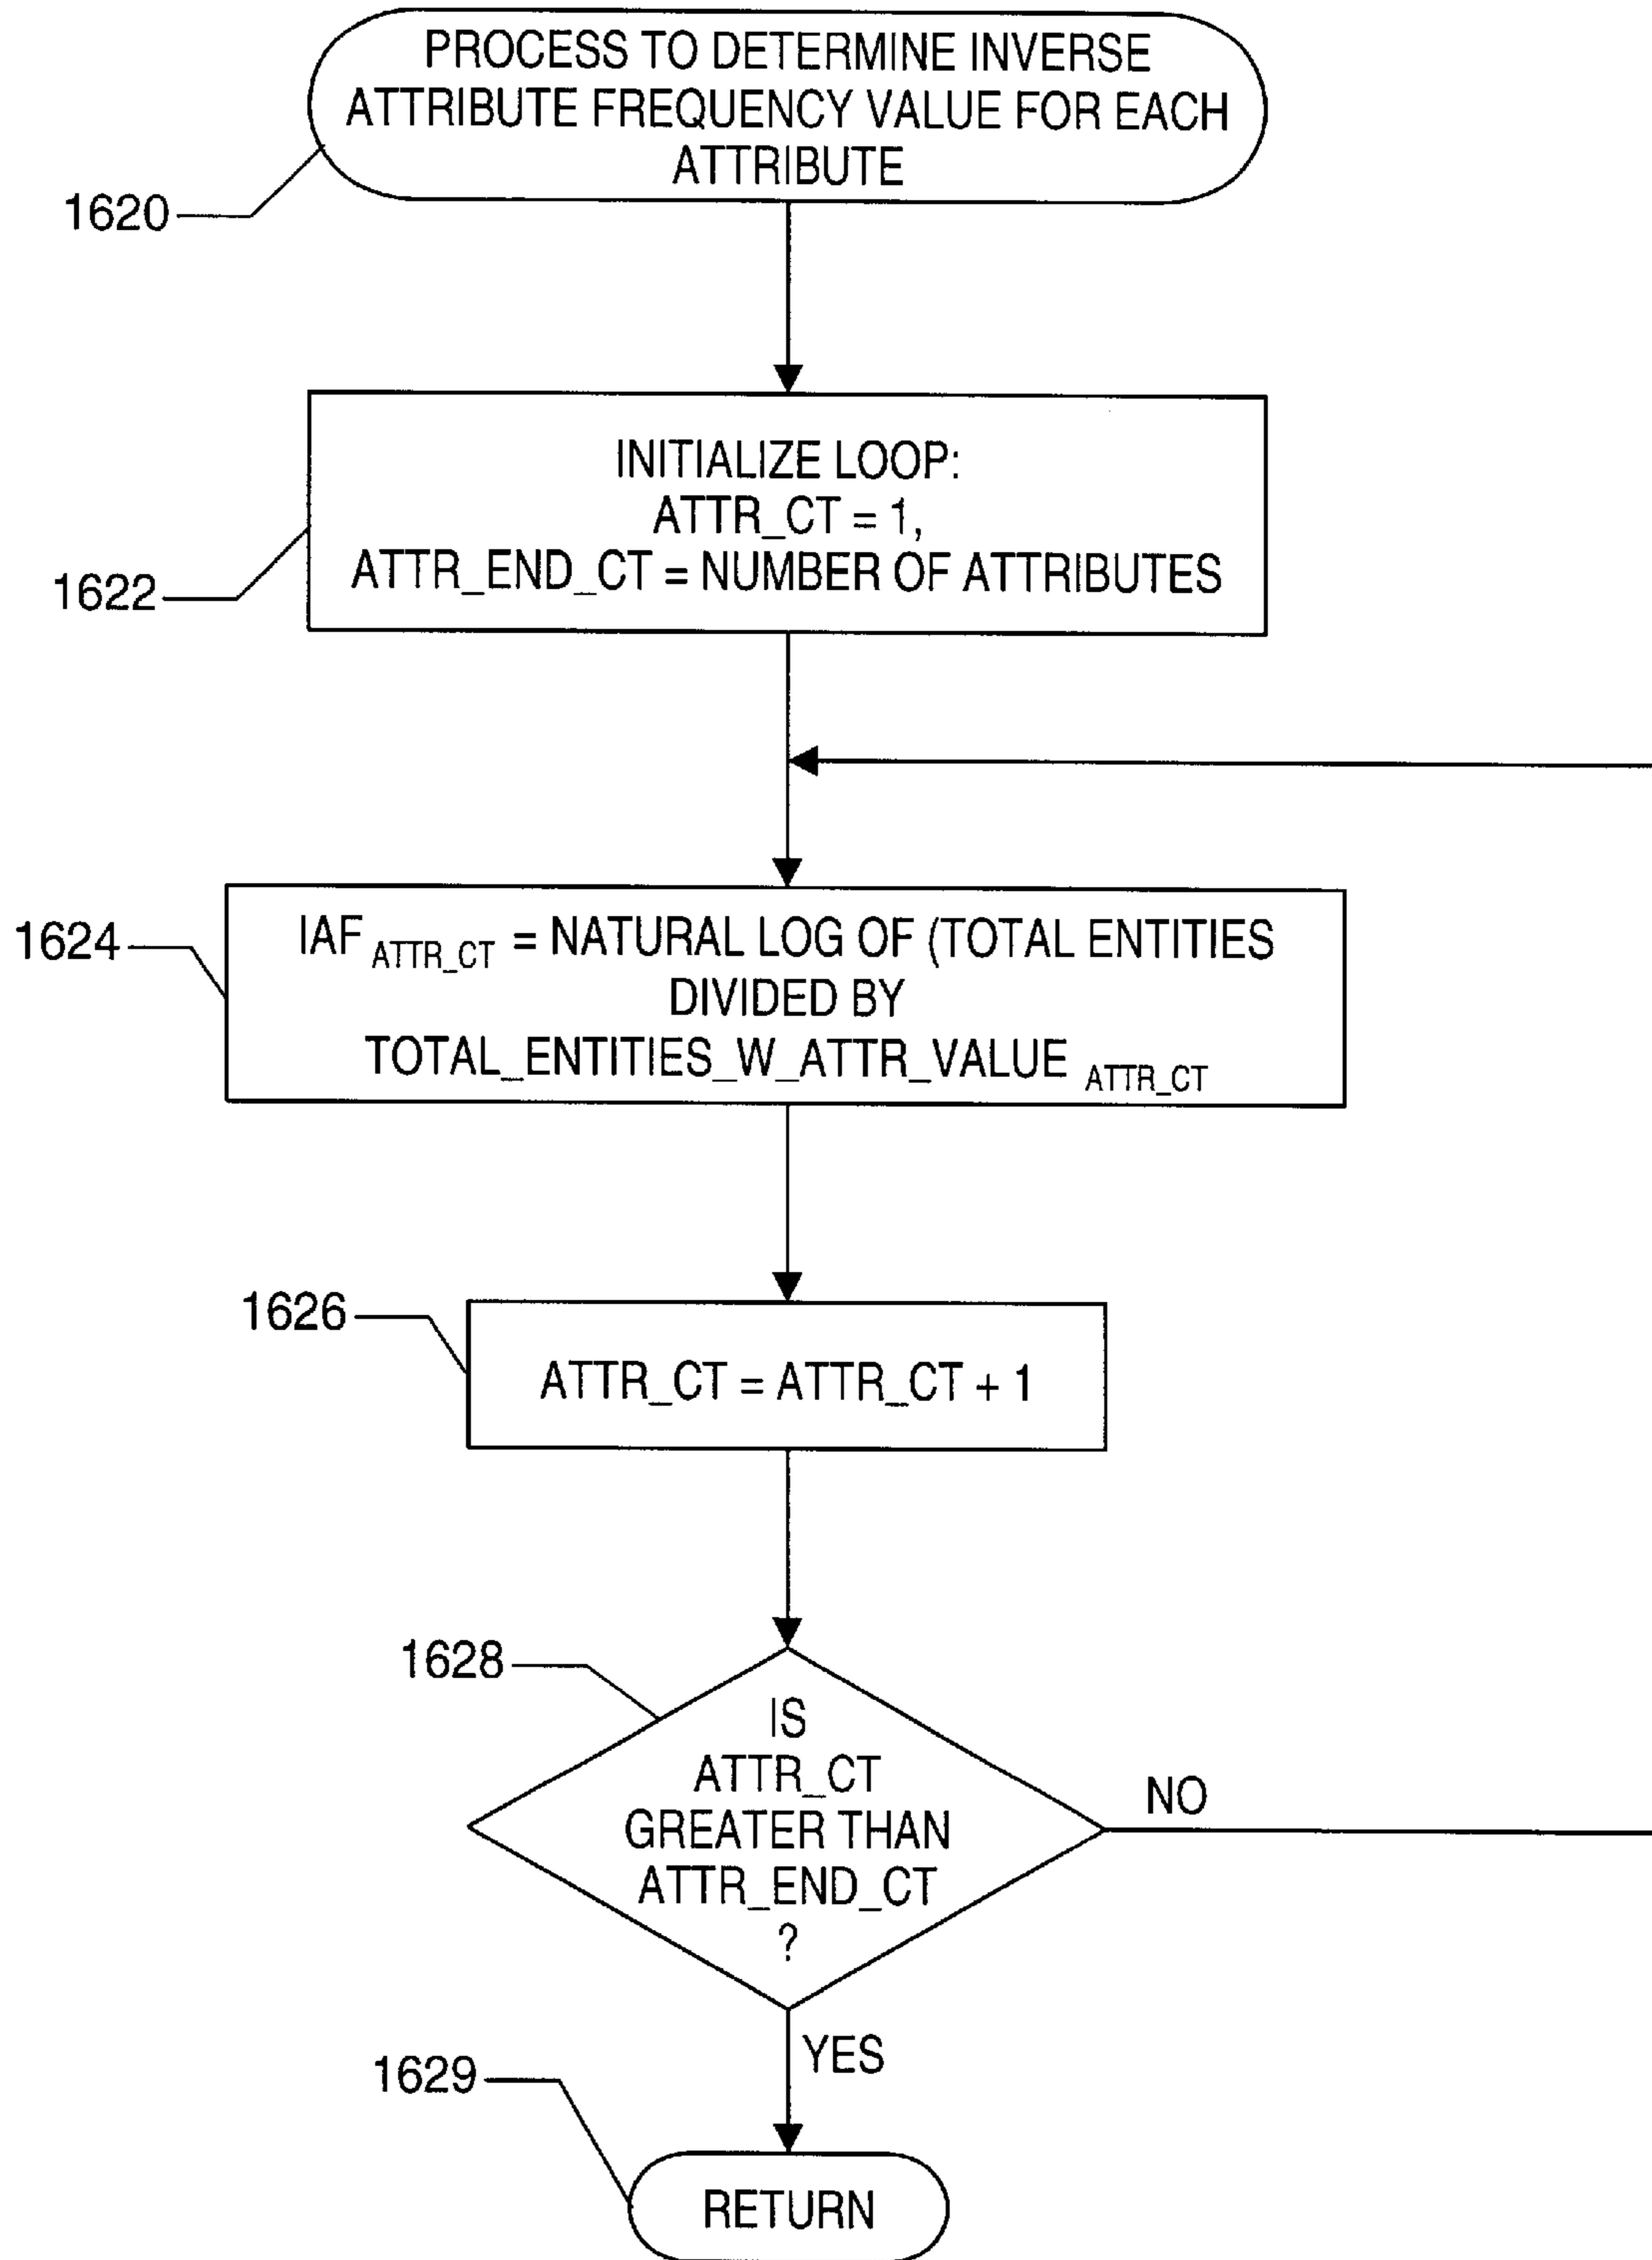 PROCESS TO DETERMINE INVERSE
ATTRIBUTE FREQUENCY VALUE FOR EACH
ATTRIBUTE
1620
INITIALIZE LOOP:
ATTR_CT = 1,
ATTR_END_CT = NUMBER OF ATTRIBUTES
1622
1624
IAF ATTR_CT = NATURAL LOG OF (TOTAL ENTITIES
DIVIDED BY
TOTAL_ENTITIES_W_ATTR_VALUE ATTR_CT
1626
ATTR_CT = ATTR_CT + 1
1628
IS
ATTR_CT
GREATER THAN
ATTR_END_CT
?
NO
YES
1629
RETURN